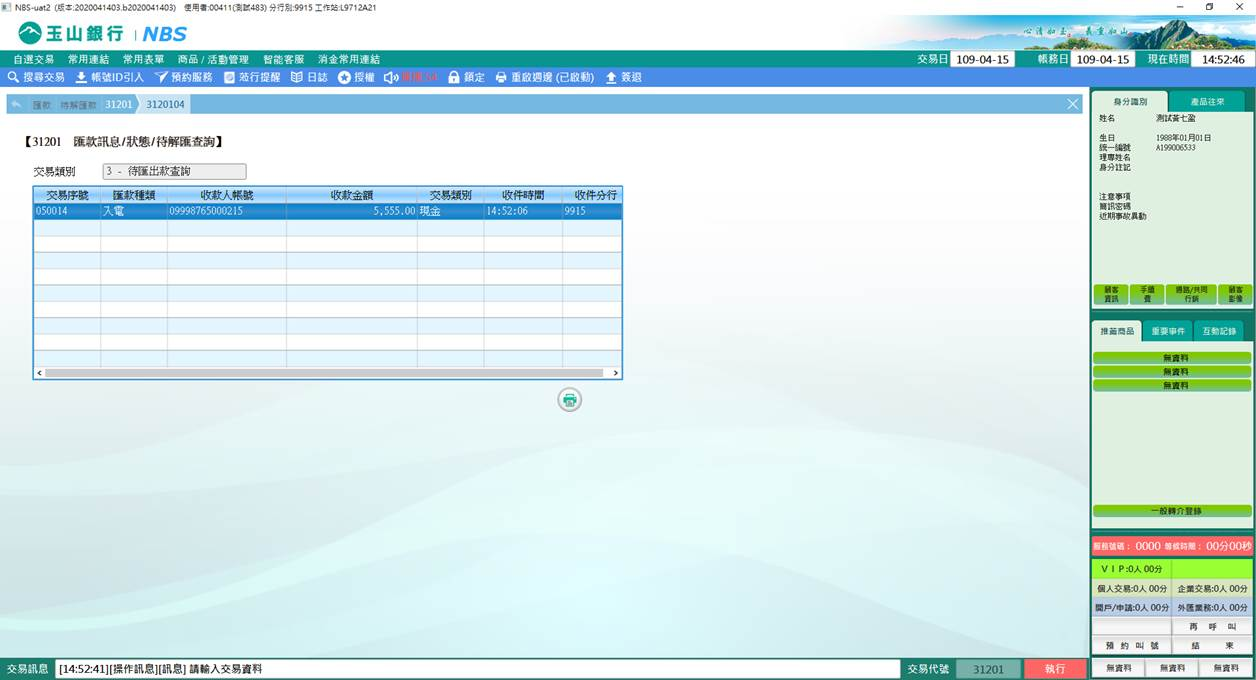 NBS-uat2 (版本:2020041403.b2020041403) 使用者:00411(測試483) 分行別:9915 工作站:L9712A21
玉山銀行 NBS
心清如玉 義重如山
自選交易 常用連結 常用表單 商品 / 活動管理 智能客服 消金常用連結
交易日 109-04-15 帳務日 109-04-15 現在時間 14:52:46
搜尋交易 帳號ID引入 預約服務 蒞行提醒 日誌 授權 鎖定 重啟週邊 (已啟動) 簽退
匯款 待解匯款 31201 3120104
【31201 匯款訊息/狀態/待解匯查詢】
交易類別 3 - 待匯出款查詢
交易序號 匯款種類 收款人帳號 收款金額 交易類別 收件時間 收件分行
050014 入電 09998765000215 5,555.00 現金 14:52:06 9915
身分識別 產品往來
姓名 測試蒼七盈
生日 1988年01月01日
統一編號 A199006533
理專姓名
身分註記
注意事項
簡訊密碼
近期事故異動
顧客資訊 手續費 通路/共同行銷 顧客影像
推薦商品 重要事件 互動記錄
無資料
無資料
無資料
一般轉介登錄
服務號碼: 0000 等候時間: 00分00秒
V I P:0人 00分
個人交易:0人 00分 企業交易:0人 00分
開戶/申請:0人 00分 外匯業務:0人 00分
再 呼 叫
預 約 叫 號 結 束
無資料 無資料 無資料
交易訊息 [14:52:41][操作訊息][訊息] 請輸入交易資料
交易代號 31201 執行